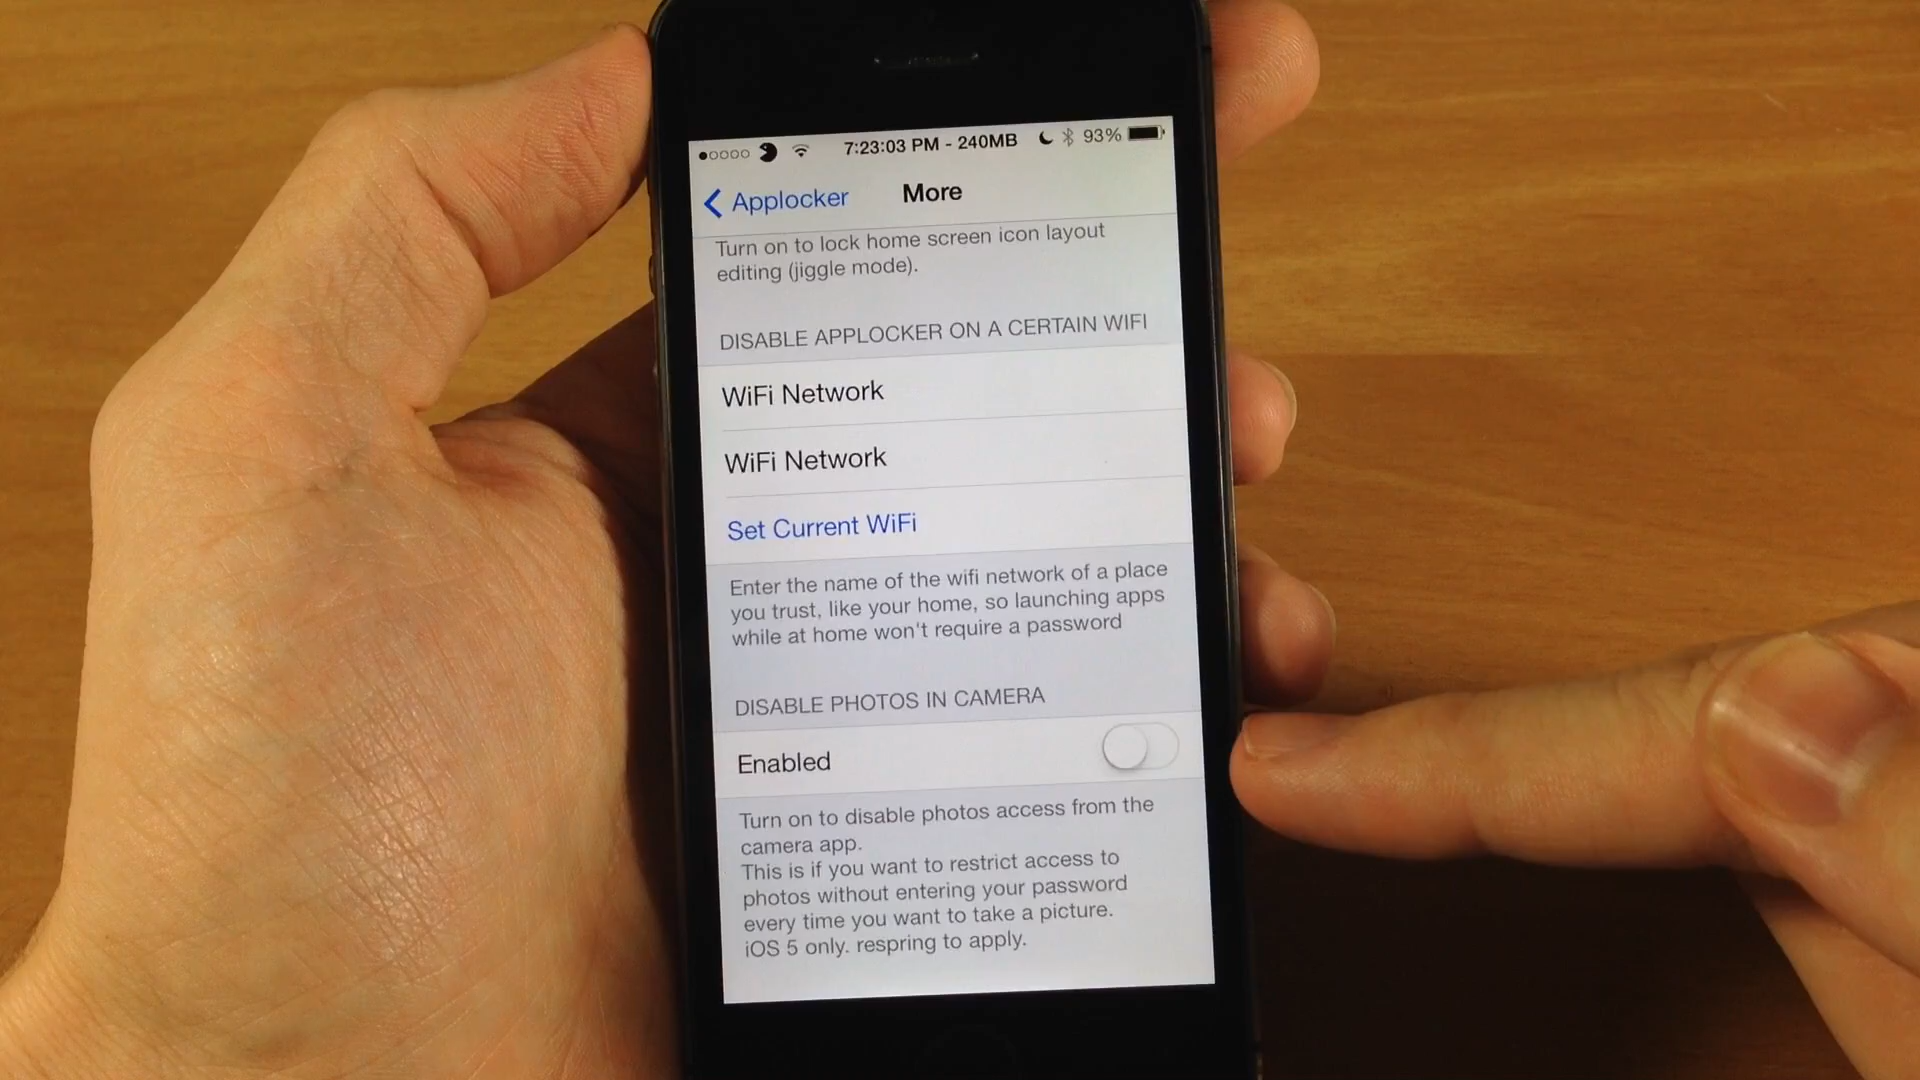 7:23:03 PM - 240MB 93%
Applocker More
Turn on to lock home screen icon layout
editing (jiggle mode).
DISABLE APPLOCKER ON A CERTAIN WIFI
WiFi Network
WiFi Network
Set Current WiFi
Enter the name of the wifi network of a place
you trust, like your home, so launching apps
while at home won't require a password
DISABLE PHOTOS IN CAMERA
Enabled
Turn on to disable photos access from the
camera app.
This is if you want to restrict access to
photos without entering your password
every time you want to take a picture.
iOS 5 only. respring to apply.